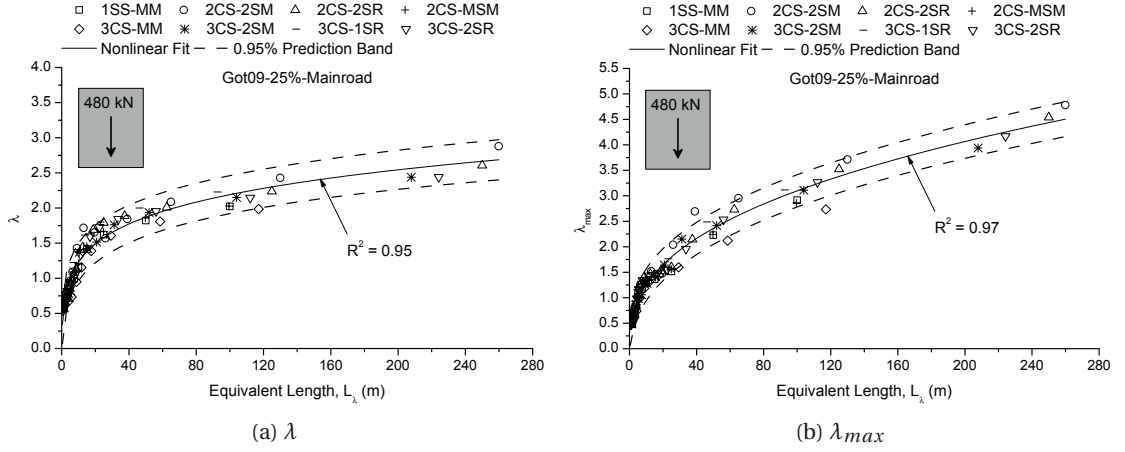 1SS-MM 2CS-2SM 2CS-2SR 2CS-MSM
3CS-MM 3CS-2SM 3CS-1SR 3CS-2SR
Nonlinear Fit 0.95% Prediction Band
4.0
3.5
3.0
2.5
2.0
1.5
1.0
0.5
0.0
λ
Got09-25%-Mainroad
480 kN
R² = 0.95
0 40 80 120 160 200 240 280
Equivalent Length, Lλ (m)
(a) λ
1SS-MM 2CS-2SM 2CS-2SR 2CS-MSM
3CS-MM 3CS-2SM 3CS-1SR 3CS-2SR
Nonlinear Fit 0.95% Prediction Band
5.5
5.0
4.5
4.0
3.5
3.0
2.5
2.0
1.5
1.0
0.5
0.0
λmax
Got09-25%-Mainroad
480 kN
R² = 0.97
0 40 80 120 160 200 240 280
Equivalent Length, Lλ (m)
(b) λmax